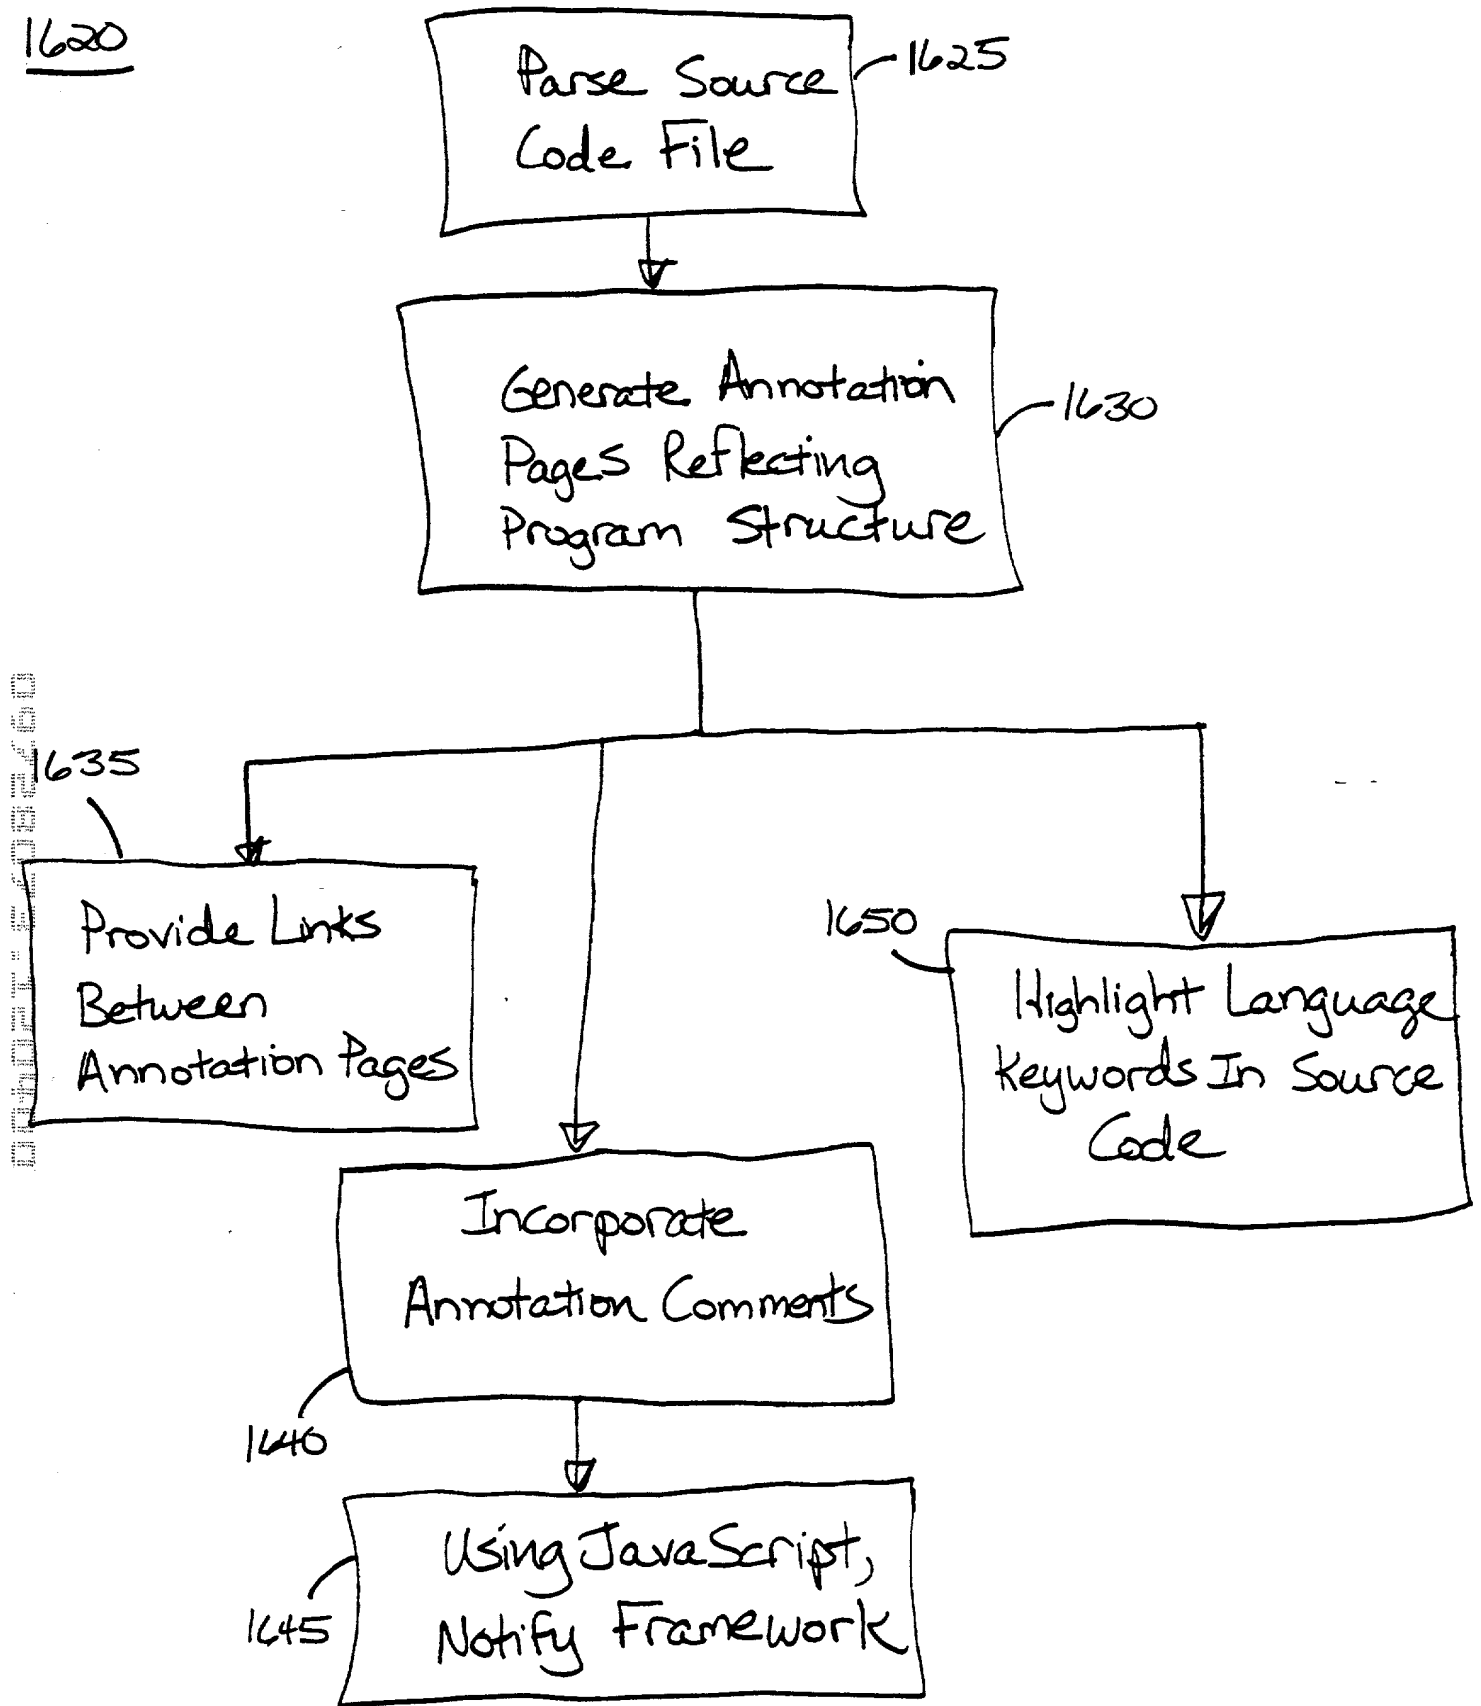 1620
Parse Source
Code File
1625
Generate Annotation
Pages Reflecting
Program Structure
1630
1635
Provide Links
Between
Annotation Pages
1650
Highlight Language
Keywords In Source
Code
Incorporate
Annotation Comments
1640
Using JavaScript,
Notify Framework
1645